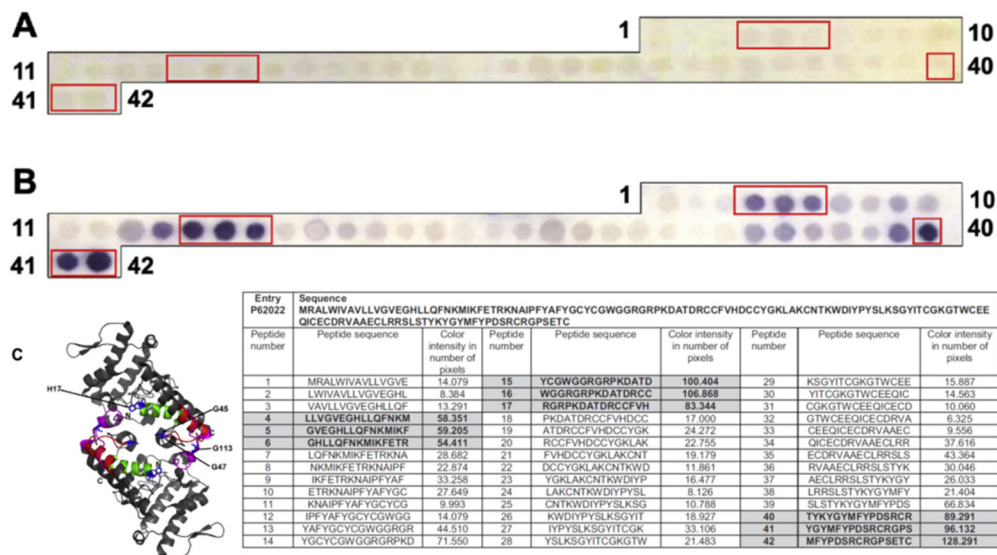 A
1
10
11
40
41
42
B
1
10
11
40
41
42
C
H17
G45
G113
G47
C
C
Entry Sequence
P62022 MRALWIVAVLLVGVEGHLLQFNKMIKFETRKNAIPFYAFYGCYCGWGGRGRPKDATDRCCFVHDCCYGKLAKCNTKWDIYPYSLKSGYITCGKGTWCEE
QICECDRVAAECLRRSLSTYKYGYMFYPDSRCRGPSETC
Peptide number Peptide sequence Color intensity in number of pixels Peptide number Peptide sequence Color intensity in number of pixels Peptide number Peptide sequence Color intensity in number of pixels
1 MRALWIVAVLLVGVE 14.079 15 YCGWGGRGRPKDATD 100.404 29 KSGYITCGKGTWCEE 15.887
2 LWIVAVLLVGVEGHL 8.384 16 WGGRGRPKDATDRCC 106.868 30 YITCGKGTWCEEQIC 14.563
3 VAVLLVGVEGHLLQF 13.291 17 RGRPKDATDRCCFVH 83.344 31 CGKGTWCEEQICECD 10.060
4 LLVGVEGHLLQFNKM 58.351 18 PKDATDRCCFVHDCC 17.000 32 GTWCEEQICECDRVA 6.325
5 GVEGHLLQFNKMIKF 59.205 19 ATDRCCFVHDCCYGK 24.272 33 CEEQICECDRVAAEC 9.556
6 GHLLQFNKMIKFETR 54.411 20 RCCFVHDCCYGKLAK 22.755 34 QICECDRVAAECLRR 37.616
7 LQFNKMIKFETRKNA 28.682 21 FVHDCCYGKLAKCNT 19.179 35 ECDRVAAECLRRSLS 43.364
8 NKMIKFETRKNAIPF 22.874 22 DCCYGKLAKCNTKWD 11.861 36 RVAAECLRRSLSTYK 30.046
9 IKFETRKNAIPFYAF 33.258 23 YGKLAKCNTKWDIYP 16.477 37 AECLRRSLSTYKYGY 26.033
10 ETRKNAIPFYAFYGC 27.649 24 LAKCNTKWDIYPYSL 8.126 38 LRRSLSTYKYGYMFY 21.404
11 KNAIPFYAFYGCYCG 9.993 25 CNTKWDIYPYSLKSG 10.788 39 SLSTYKYGYMFYPDS 66.834
12 IPFYAFYGCYCGWGG 14.079 26 KWDIYPYSLKSGYIT 18.927 40 TYKYGYMFYPDSRCR 89.291
13 YAFYGCYCGWGGRGR 44.510 27 IYPYSLKSGYITCGK 33.106 41 YGYMFYPDSRCRGPS 96.132
14 YGCYCGWGGRGRPKD 71.550 28 YSLKSGYITCGKGTW 21.483 42 MFYPDSRCRGPSETC 128.291